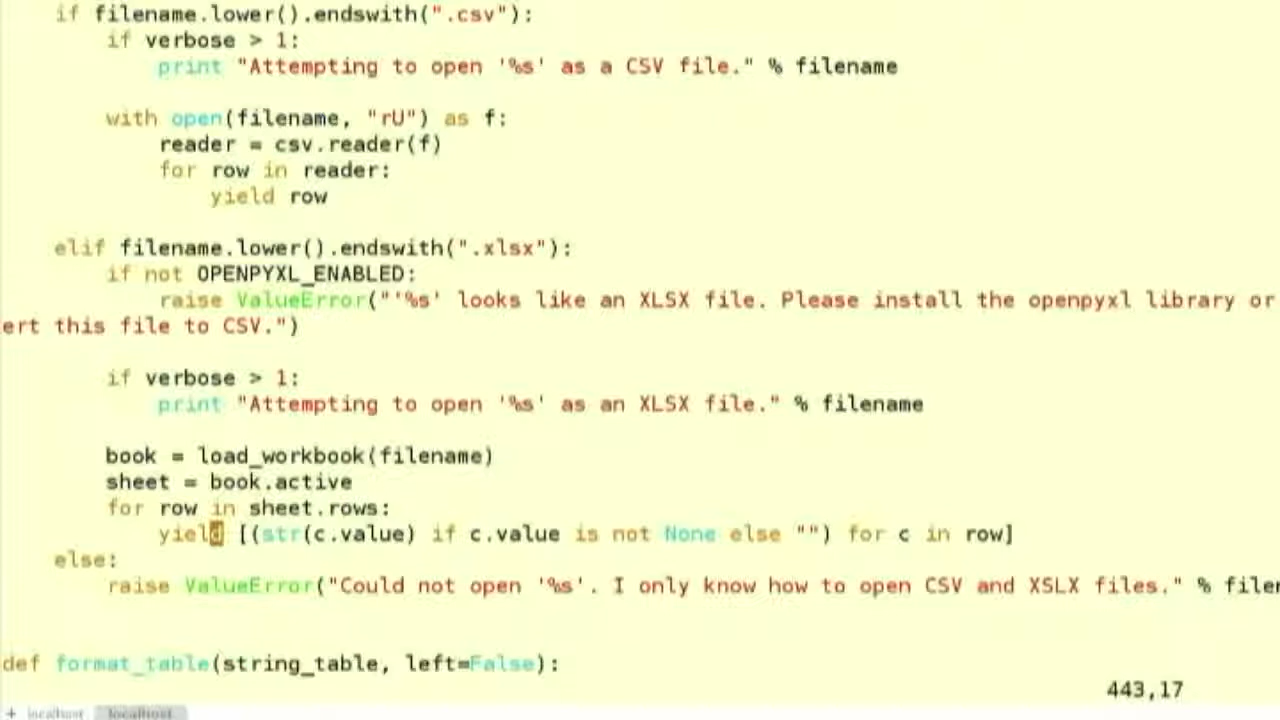 if filename.lower().endswith(".csv"):
if verbose > 1:
print "Attempting to open '%s' as a CSV file." % filename
with open(filename, "rU") as f:
reader = csv.reader(f)
for row in reader:
yield row
elif filename.lower().endswith(".xlsx"):
if not OPENPYXL_ENABLED:
raise ValueError("'%s' looks like an XLSX file. Please install the openpyxl library or
ert this file to CSV.")
if verbose > 1:
print "Attempting to open '%s' as an XLSX file." % filename
book = load_workbook(filename)
sheet = book.active
for row in sheet.rows:
yield [(str(c.value) if c.value is not None else "") for c in row]
else:
raise ValueError("Could not open '%s'. I only know how to open CSV and XSLX files." % filen
def format_table(string_table, left=False):
443,17
+ localhost localhost